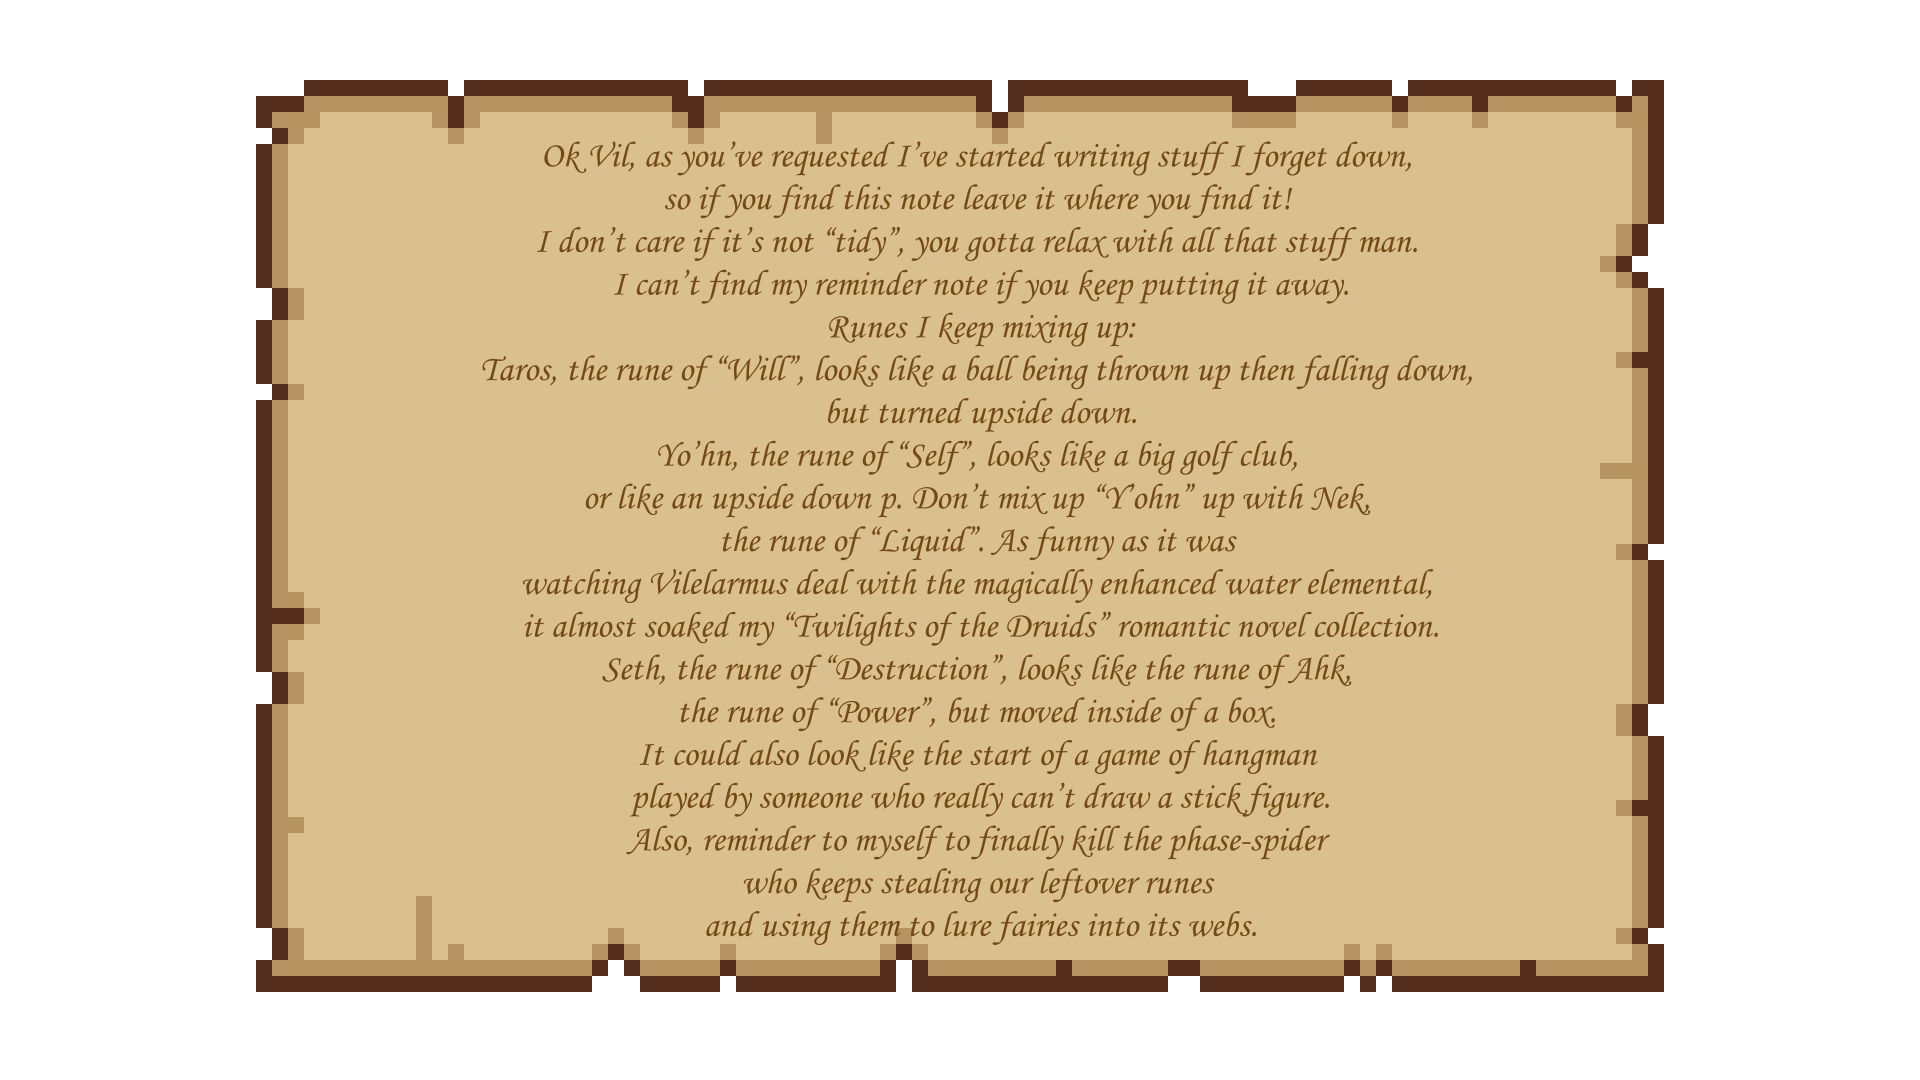 Ok Vil, as you’ve requested I’ve started writing stuff I forget down,
so if you find this note leave it where you find it!
I don’t care if it’s not “tidy”, you gotta relax with all that stuff man.
I can’t find my reminder note if you keep putting it away.
Runes I keep mixing up:
Taros, the rune of “Will”, looks like a ball being thrown up then falling down,
but turned upside down.
Yo’hn, the rune of “Self”, looks like a big golf club,
or like an upside down p. Don’t mix up “Y’ohn” up with Nek,
the rune of “Liquid”. As funny as it was
watching Vilelarmus deal with the magically enhanced water elemental,
it almost soaked my “Twilights of the Druids” romantic novel collection.
Seth, the rune of “Destruction”, looks like the rune of Ahk,
the rune of “Power”, but moved inside of a box.
It could also look like the start of a game of hangman
played by someone who really can’t draw a stick figure.
Also, reminder to myself to finally kill the phase-spider
who keeps stealing our leftover runes
and using them to lure fairies into its webs.